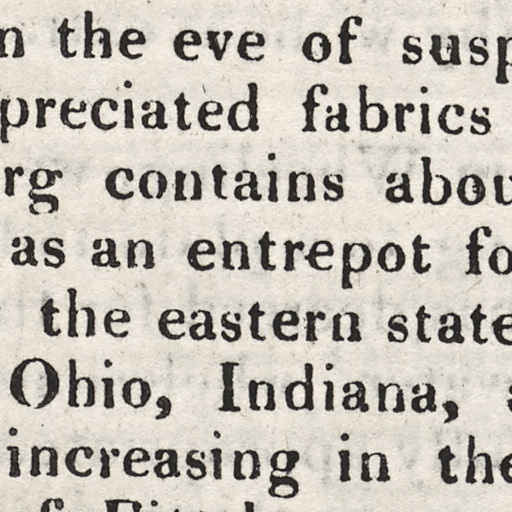 n the eve of susp
preciated fabrics
rg contains abou
as an entrepot fo
the eastern state
Ohio, Indiana,
increasing in the